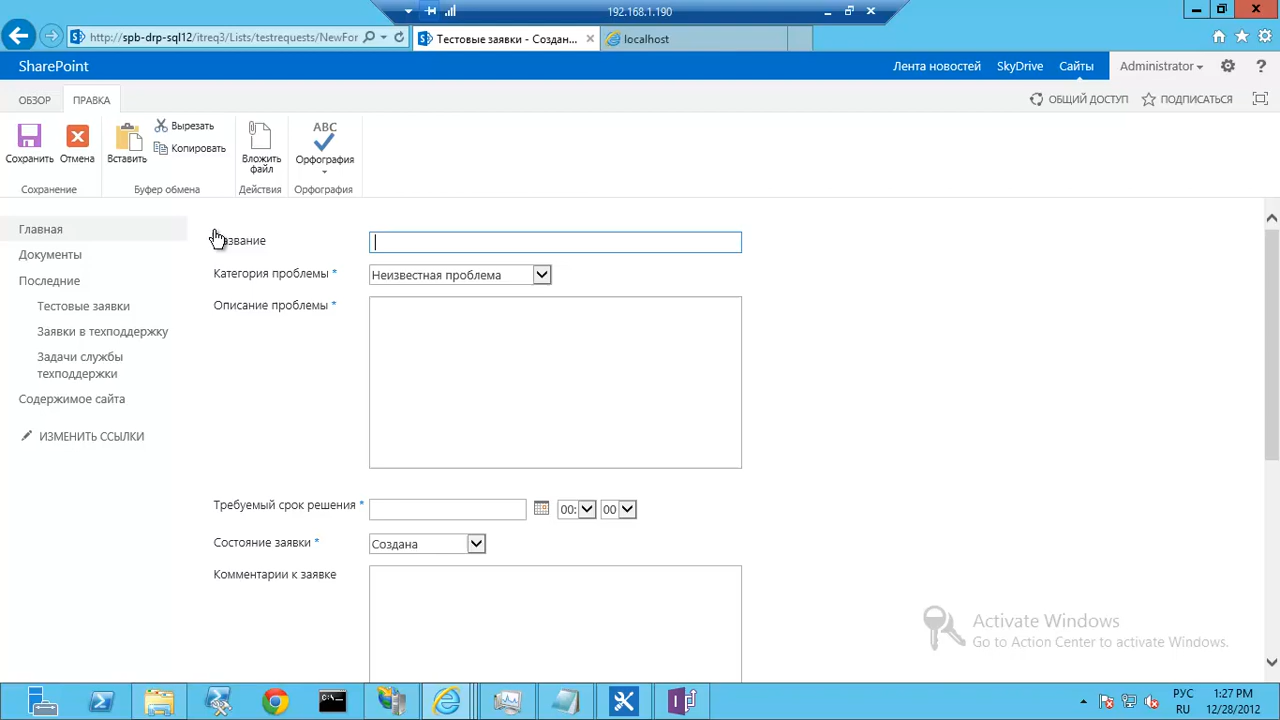 192.168.1.190
http://spb-drp-sql12/itreq3/Lists/testrequests/NewFor
Тестовые заявки - Создан...
localhost
SharePoint
Лента новостей
SkyDrive
Сайты
Administrator
?
ОБЗОР
ПРАВКА
ОБЩИЙ ДОСТУП
ПОДПИСАТЬСЯ
Сохранить
Отмена
Вставить
Вырезать
Копировать
Вложить файл
ABC
Орфография
Сохранение
Буфер обмена
Действия
Орфография
Главная
Документы
Последние
Тестовые заявки
Заявки в техподдержку
Задачи службы
техподдержки
Содержимое сайта
ИЗМЕНИТЬ ССЫЛКИ
азвание
Категория проблемы *
Неизвестная проблема
Описание проблемы *
Требуемый срок решения *
00:
00
Состояние заявки *
Создана
Комментарии к заявке
Activate Windows
Go to Action Center to activate Windows.
РУС
RU
1:27 PM
12/28/2012